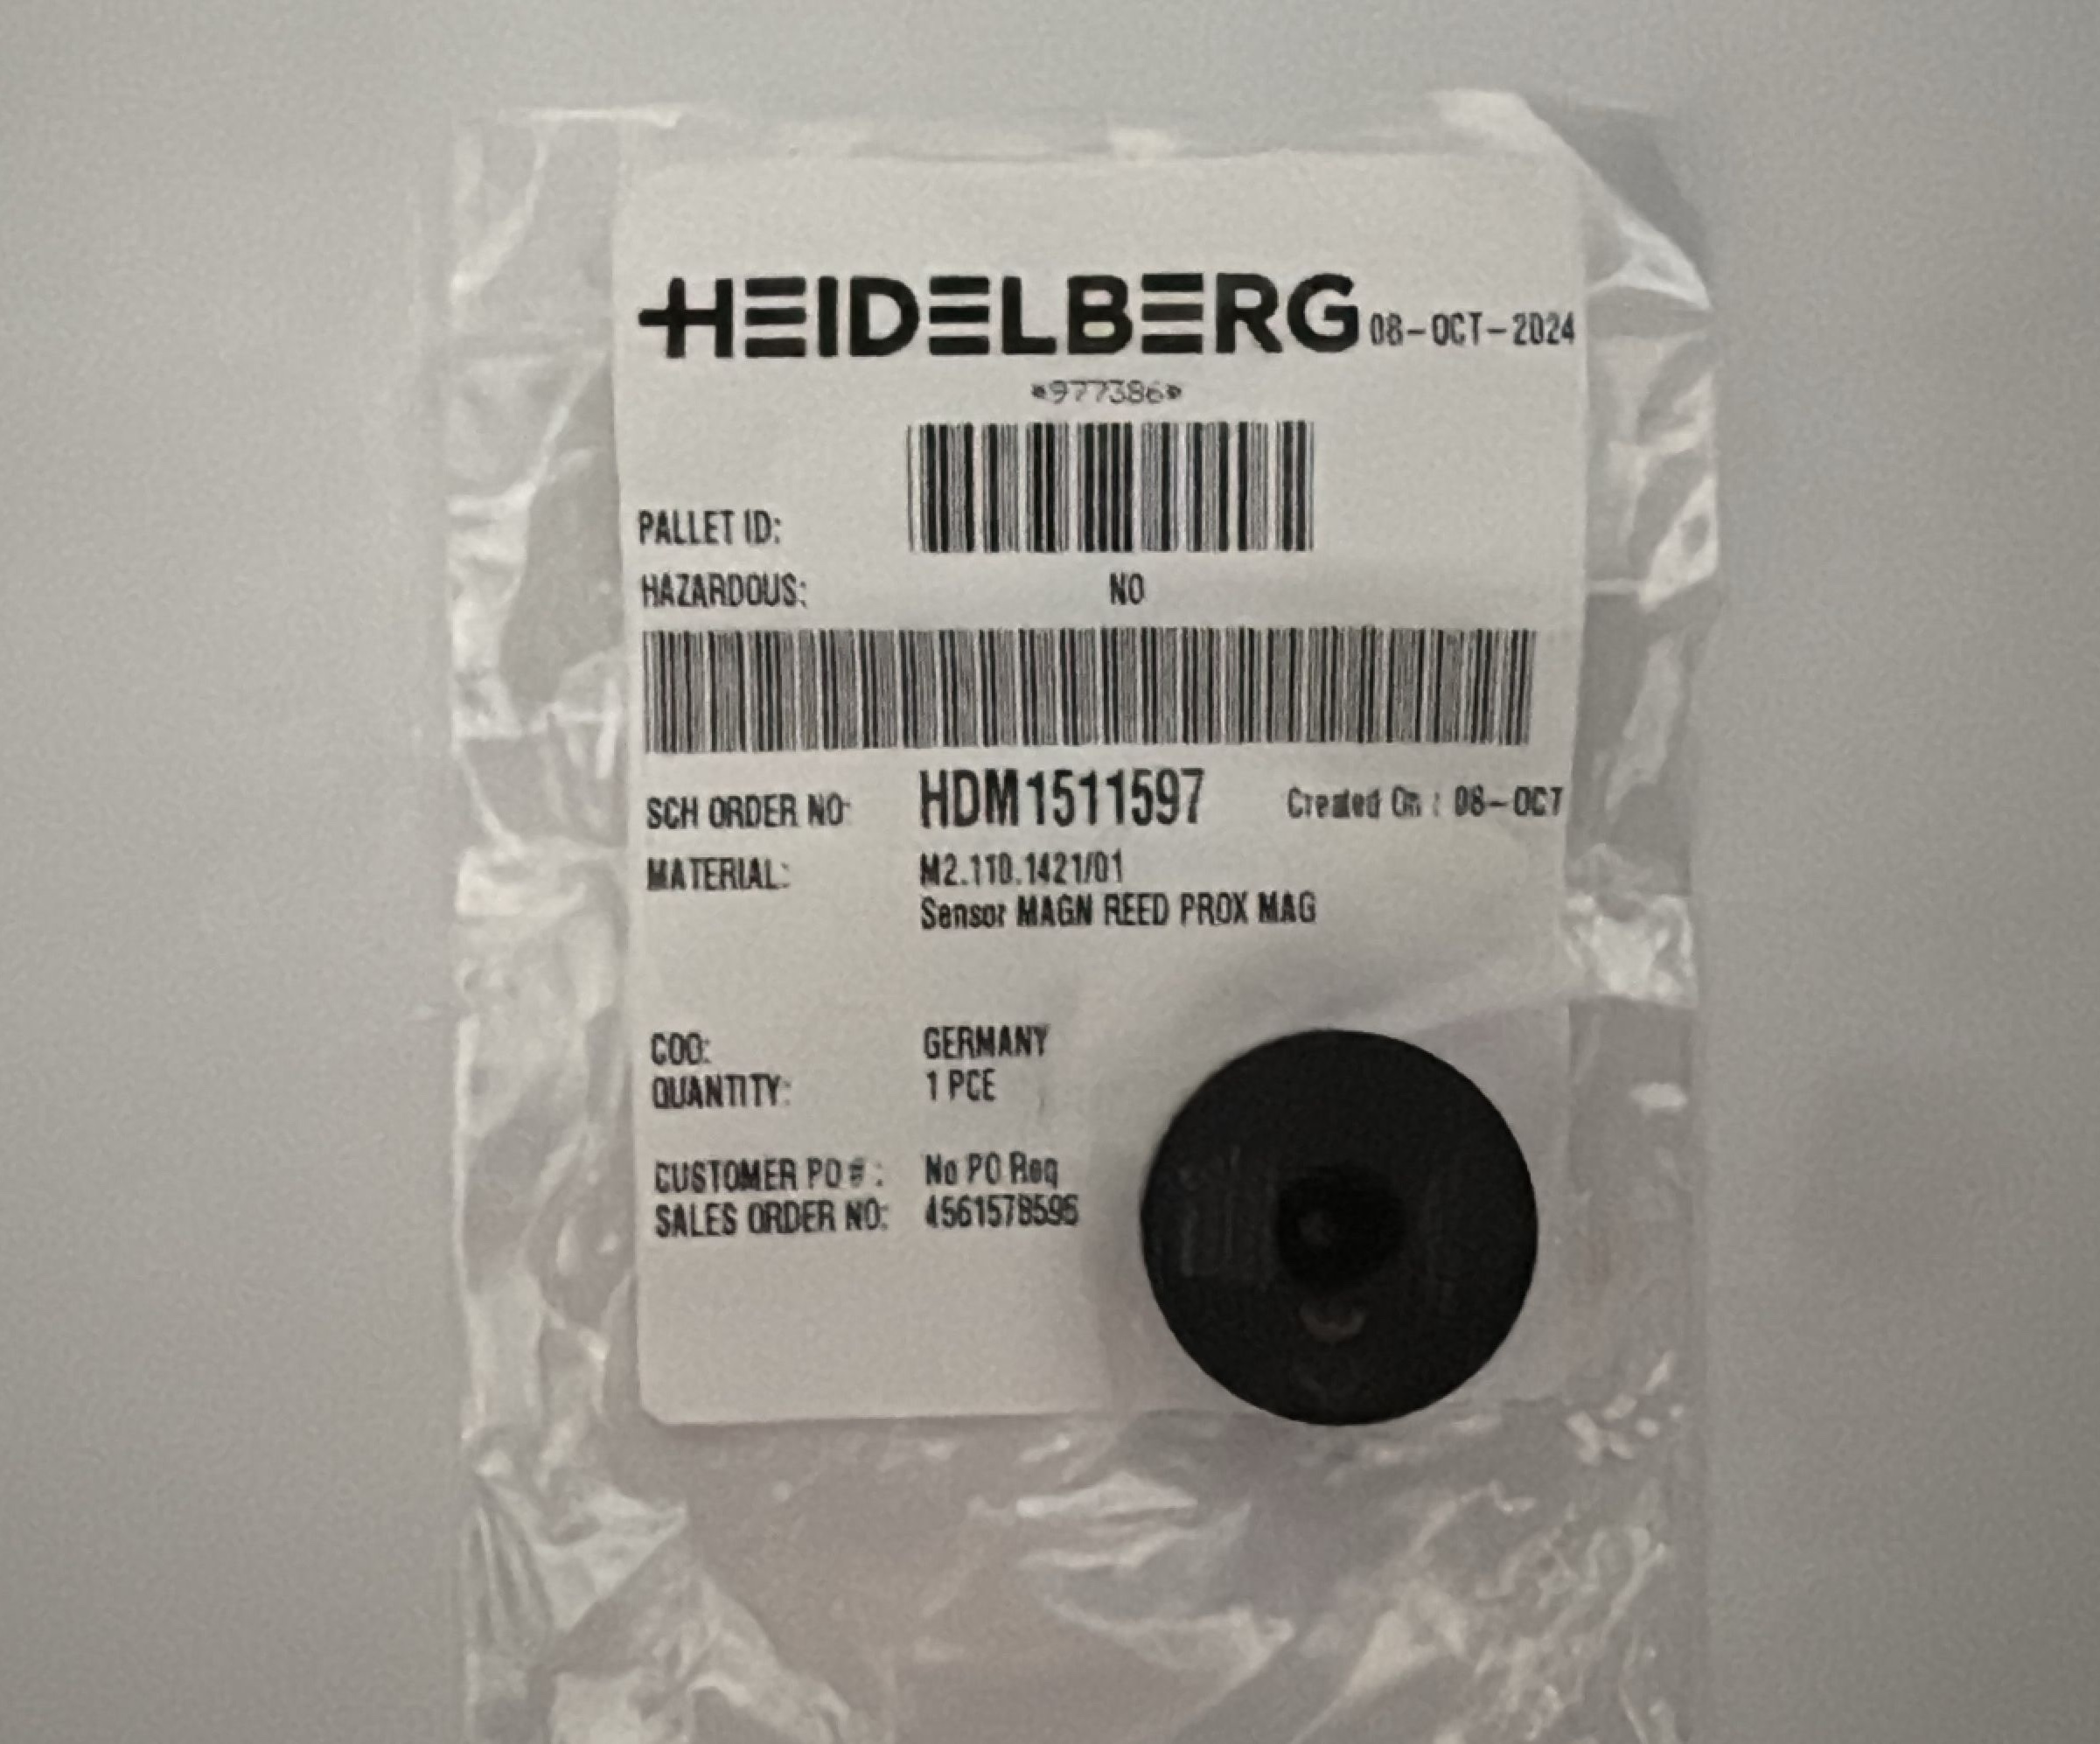 HEIDELBERG 08-OCT-2024
*977386*
PALLET ID:
HAZARDOUS: NO
SCH ORDER NO: HDM1511597 Created On : 08-OCT
MATERIAL: M2.110.1421/01
Sensor MAGN REED PROX MAG
COO: GERMANY
QUANTITY: 1 PCE
CUSTOMER PO # : No PO Req
SALES ORDER NO: 4561578596